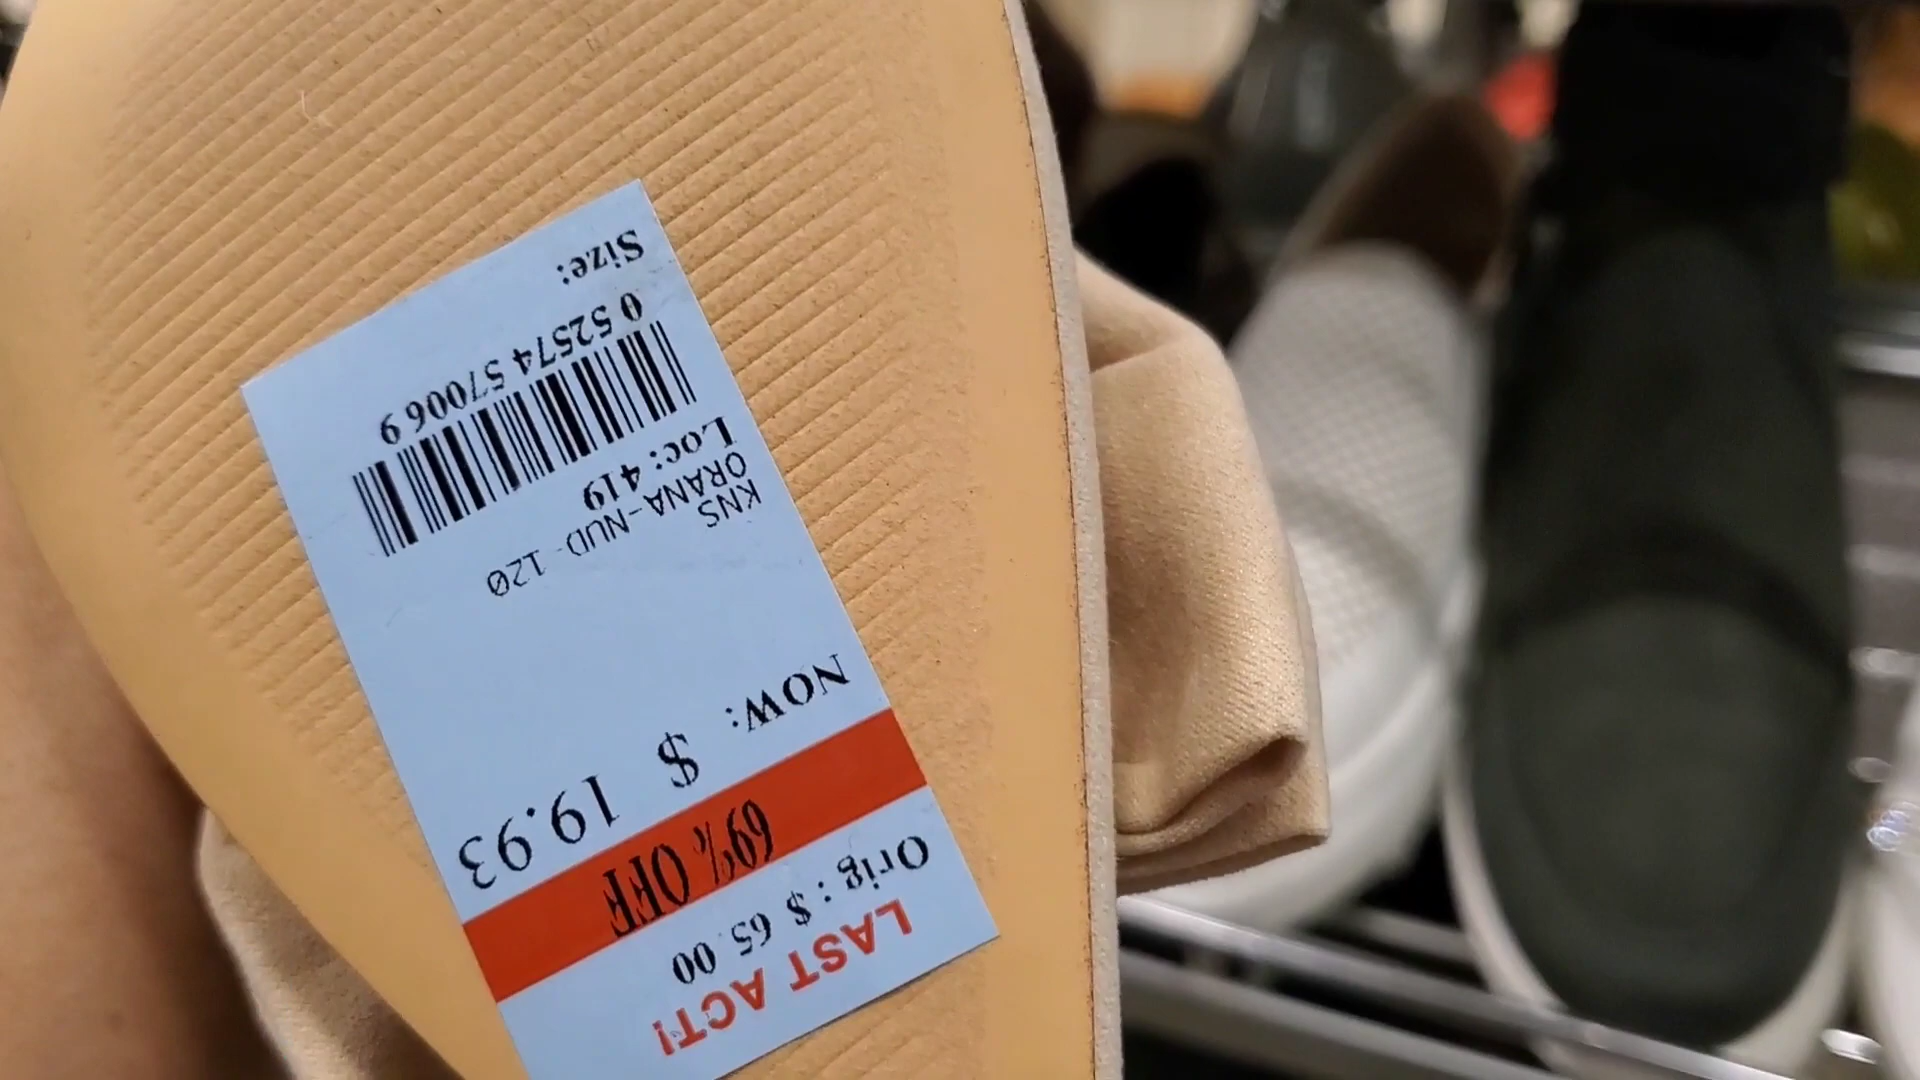 LAST ACT!
Orig: $ 65.00
69% OFF
$ 19.93
NOW:
ORANA-NUD 120
KNS
Loc: 419
0 52574 57006 9
Size: